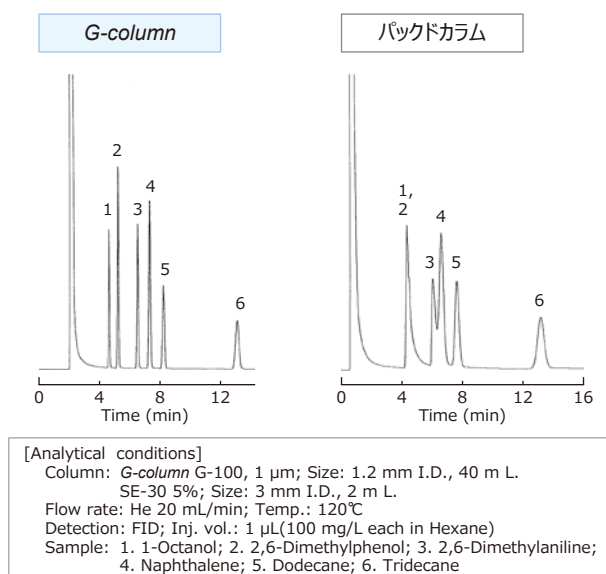 G-column
パックドカラム
2
1
3
4
5
6
0 4 8 12
Time (min)
1,
2
3
4
5
6
0 4 8 12 16
Time (min)
[Analytical conditions]
Column: G-column G-100, 1 μm; Size: 1.2 mm I.D., 40 m L.
SE-30 5%; Size: 3 mm I.D., 2 m L.
Flow rate: He 20 mL/min; Temp.: 120℃
Detection: FID; Inj. vol.: 1 μL(100 mg/L each in Hexane)
Sample: 1. 1-Octanol; 2. 2,6-Dimethylphenol; 3. 2,6-Dimethylaniline;
4. Naphthalene; 5. Dodecane; 6. Tridecane